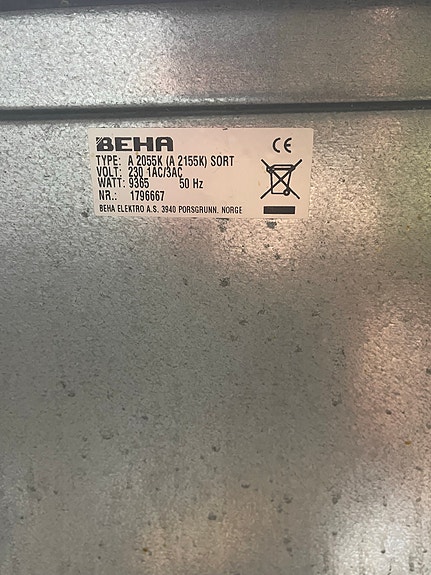 BEHA CE
TYPE: A 2055K (A 2155K) SORT
VOLT: 230 1AC/3AC
WATT: 9365 50 Hz
NR.: 1796667
BEHA ELEKTRO A.S. 3940 PORSGRUNN. NORGE